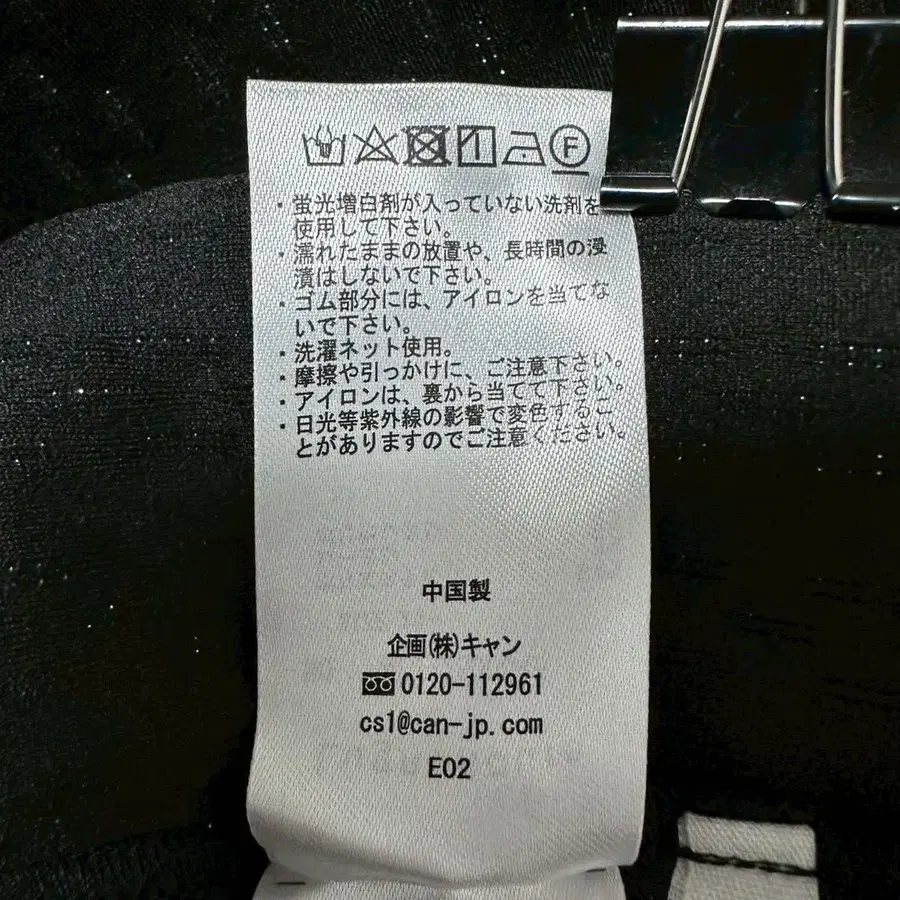 F
・蛍光増白剤が入っていない洗剤を
使用して下さい。
・濡れたままの放置や、長時間の浸
漬はしないで下さい。
・ゴム部分には、アイロンを当てな
いで下さい。
・洗濯ネット使用。
・摩擦や引っかけに、ご注意下さい。
・アイロンは、裏から当てて下さい。
・日光等紫外線の影響で変色するこ
とがありますのでご注意ください。
中国製
企画(株)キャン
0120-112961
cs1@can-jp.com
E02